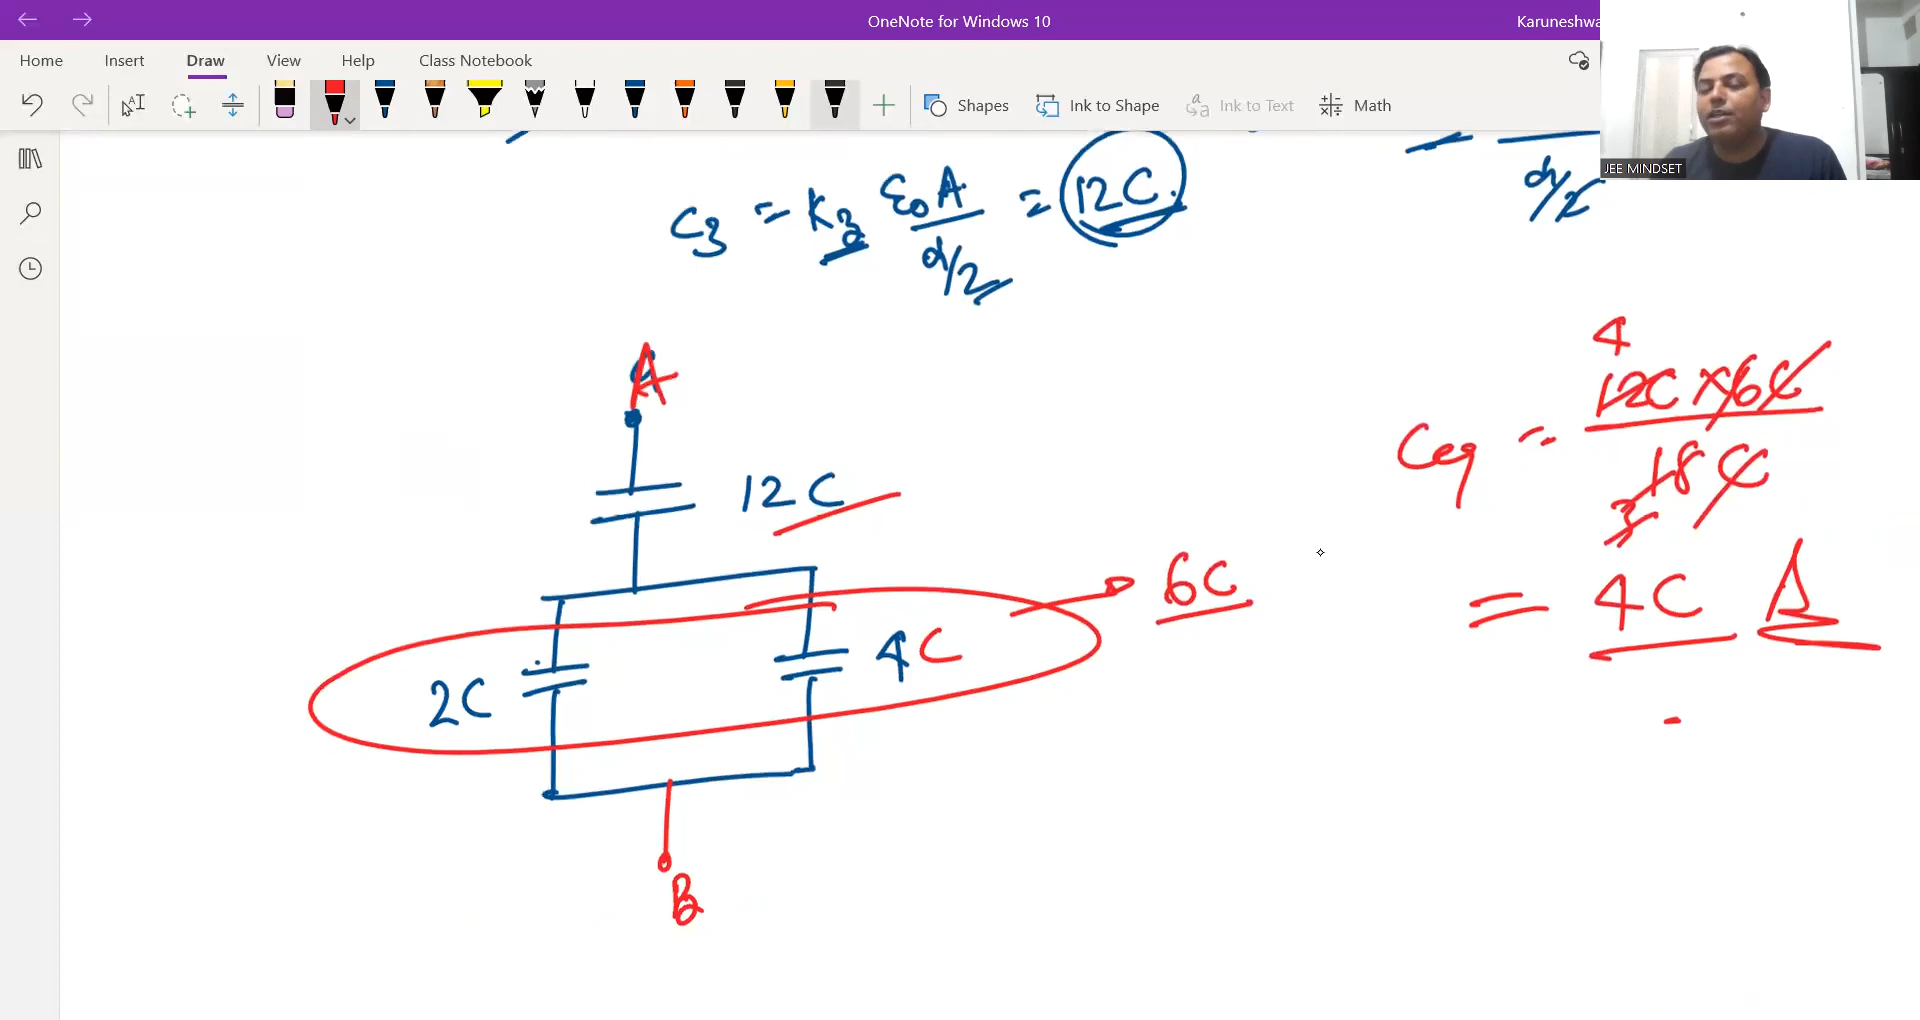 OneNote for Windows 10
Karuneshwa
Home Insert Draw View Help Class Notebook
Shapes Ink to Shape Ink to Text Math
JEE MINDSET
C3 = K3 ε0A / d/2 = 12C
d/2
A
12C
2C
4C
6C
B
Ceq = 12C × 6C / 18C
4
3
= 4C